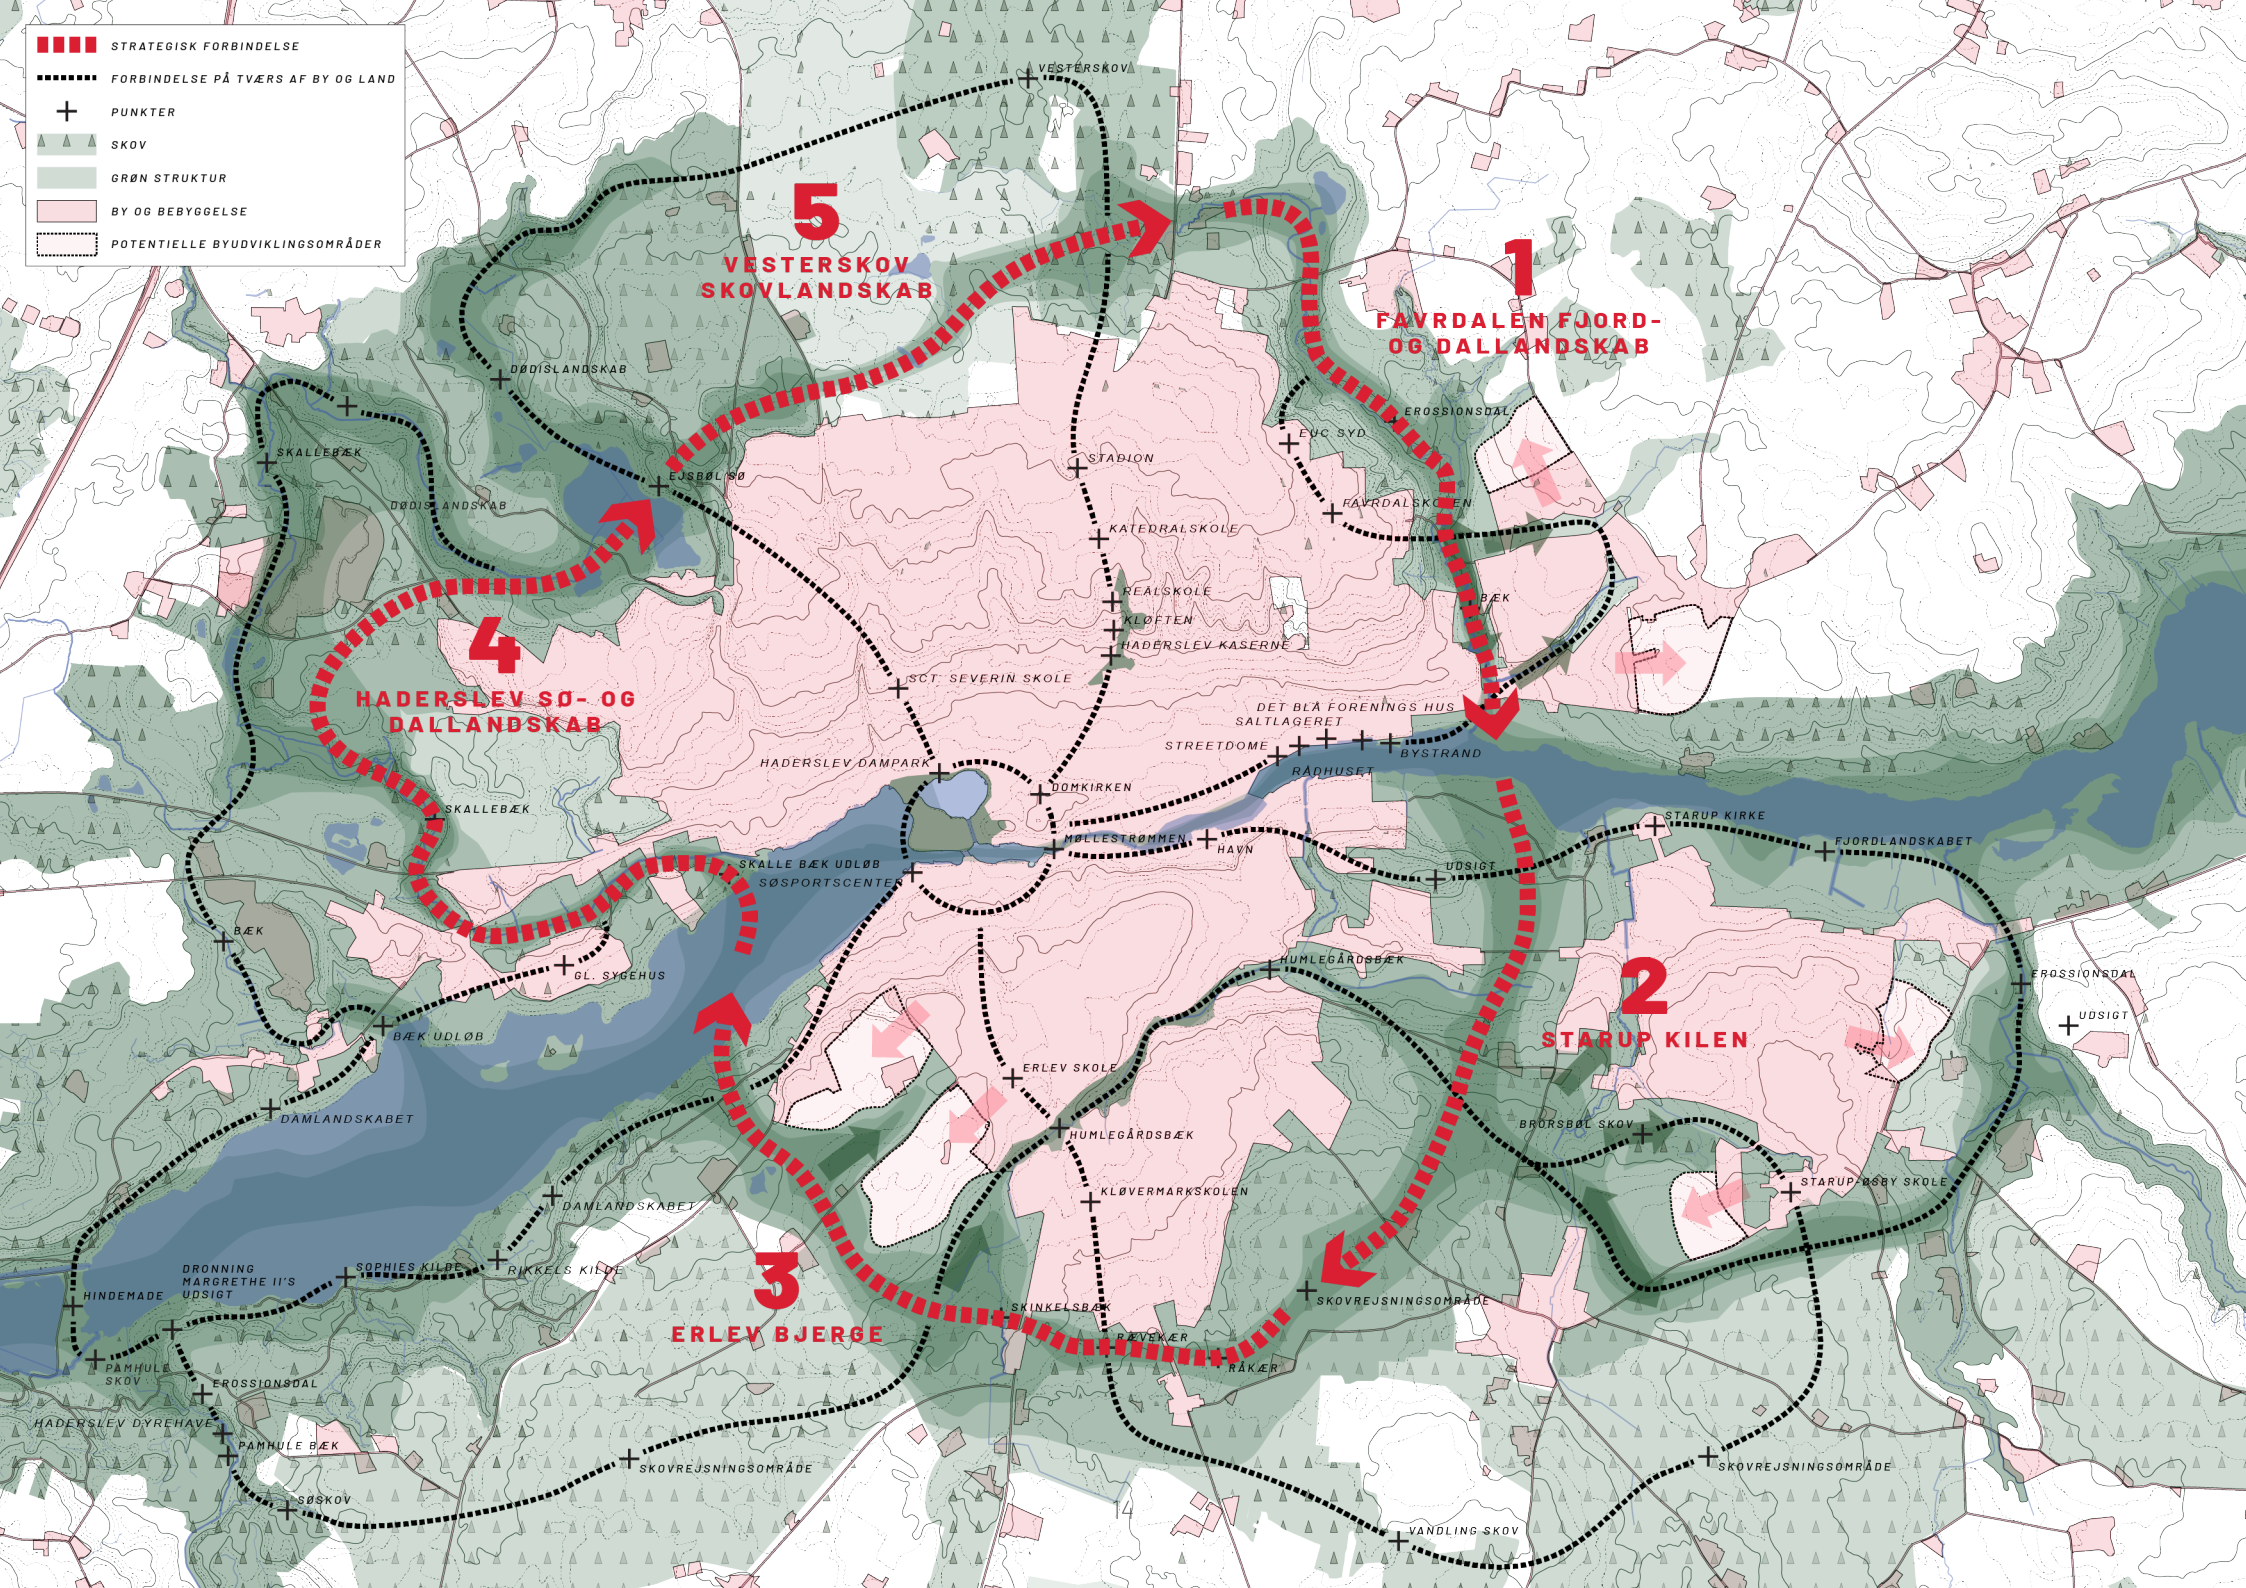 STRATEGISK FORBINDELSE
FORBINDELSE PÅ TVÆRS AF BY OG LAND
PUNKTER
SKOV
GRØN STRUKTUR
BY OG BEBYGGELSE
POTENTIELLE BYUDVIKLINGSOMRÅDER
VESTERSKOV
5
VESTERSKOV
SKOVLANDSKAB
1
FAVRDALEN FJORD-
OG DALLANDSKAB
DØDISLANDSKAB
EROSSIONSDAL
EUC SYD
SKALLEBÆK
STADION
EJSBØL SØ
DØDISLANDSKAB
FAVRDALSKOLEN
KATEDRALSKOLE
REALSKOLE
BÆK
KLØFTEN
HADERSLEV KASERNE
4
HADERSLEV SØ- OG
DALLANDSKAB
SCT. SEVERIN SKOLE
DET BLÅ FORENINGS HUS
SALTLAGERET
STREETDOME
BYSTRAND
HADERSLEV DAMPARK
RÅDHUSET
DOMKIRKEN
SKALLEBÆK
STARUP KIRKE
MØLLESTRØMMEN
FJORDLANDSKABET
HAVN
SKALLE BÆK UDLØB
UDSIGT
SØSPORTSCENTER
BÆK
HUMLEGÅRDSBÆK
GL. SYGEHUS
EROSSIONSDAL
2
STARUP KILEN
UDSIGT
BÆK UDLØB
ERLEV SKOLE
DAMLANDSKABET
BRORSBØL SKOV
HUMLEGÅRDSBÆK
STARUP-ØSBY SKOLE
KLØVERMARKSKOLEN
DAMLANDSKABET
3
ERLEV BJERGE
DRONNING
MARGRETHE II'S
UDSIGT
SOPHIES KILDE
RIKKELS KILDE
HINDEMADE
SKOVREJSNINGSOMRÅDE
SKINKELSBÆK
RÆVEKÆR
RÅKÆR
PAMHULE
SKOV
EROSSIONSDAL
HADERSLEV DYREHAVE
PAMHULE BÆK
SKOVREJSNINGSOMRÅDE
SKOVREJSNINGSOMRÅDE
SØSKOV
14
VANDLING SKOV